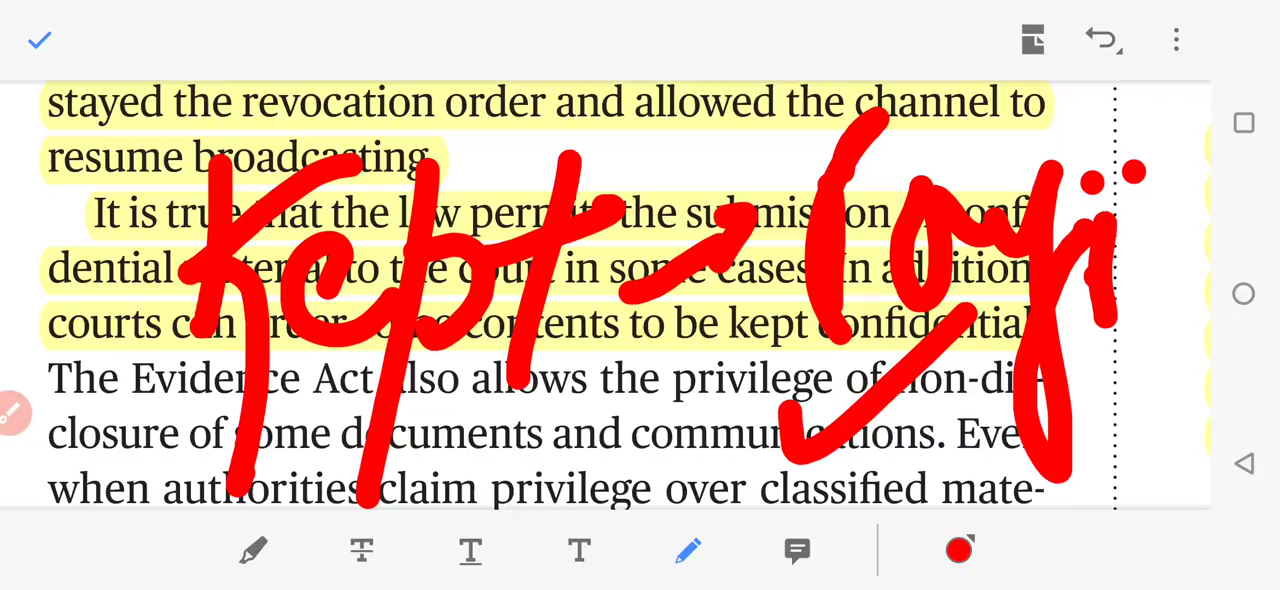 stayed the revocation order and allowed the channel to
resume broadcasting.
It is true that the law permits the submission of confi-
dential material to the court in some cases. In addition,
courts can order some contents to be kept confidential.
The Evidence Act also allows the privilege of non-dis-
closure of some documents and communications. Even
when authorities claim privilege over classified mate-
Kept →